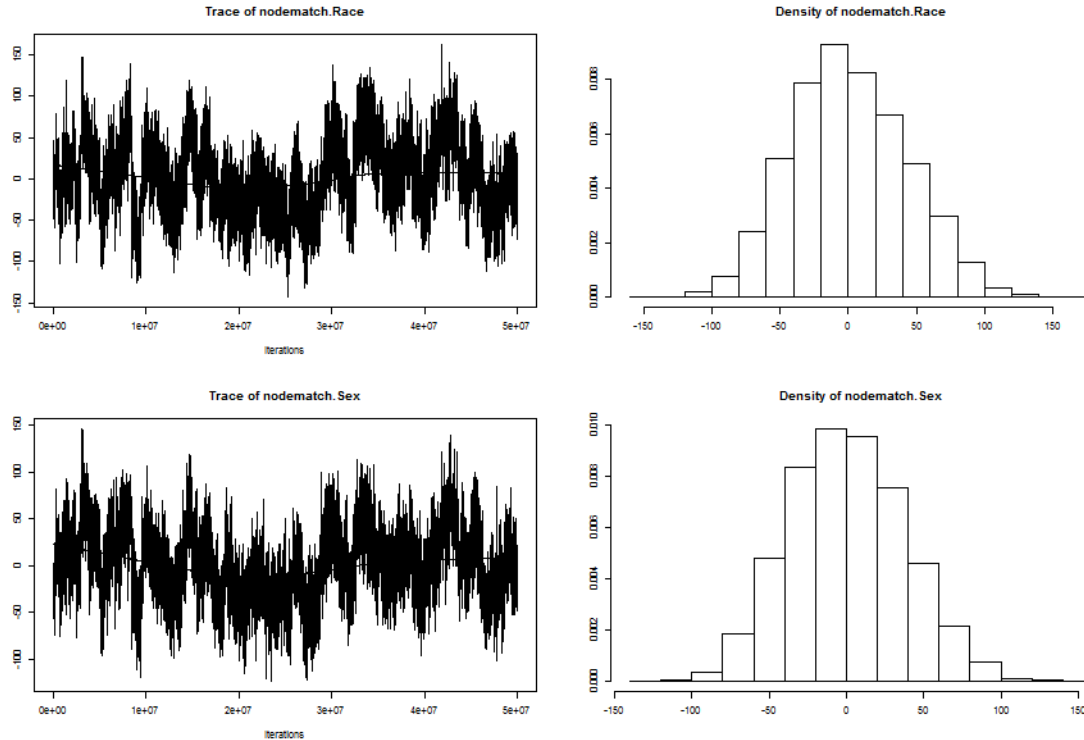 Trace of nodematch.Race
150
100
50
0
-50
-100
-150
0e+00 1e+07 2e+07 3e+07 4e+07 5e+07
Iterations
Density of nodematch.Race
0.008
0.006
0.004
0.002
0.000
-150 -100 -50 0 50 100 150
Trace of nodematch.Sex
150
100
50
0
-50
-100
0e+00 1e+07 2e+07 3e+07 4e+07 5e+07
Iterations
Density of nodematch.Sex
0.010
0.008
0.006
0.004
0.002
0.000
-150 -100 -50 0 50 100 150